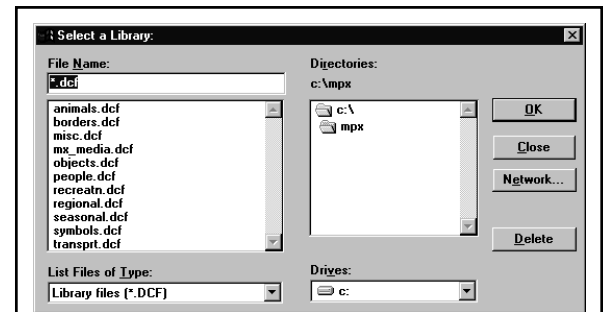 Select a Library:
File Name:
*.dcf
animals.dcf
borders.dcf
misc.dcf
mx_media.dcf
objects.dcf
people.dcf
recreatn.dcf
regional.dcf
seasonal.dcf
symbols.dcf
transprt.dcf
List Files of Type:
Library files (*.DCF)
Directories:
c:\mpx
c:\
mpx
Drives:
c:
OK
Close
Network...
Delete